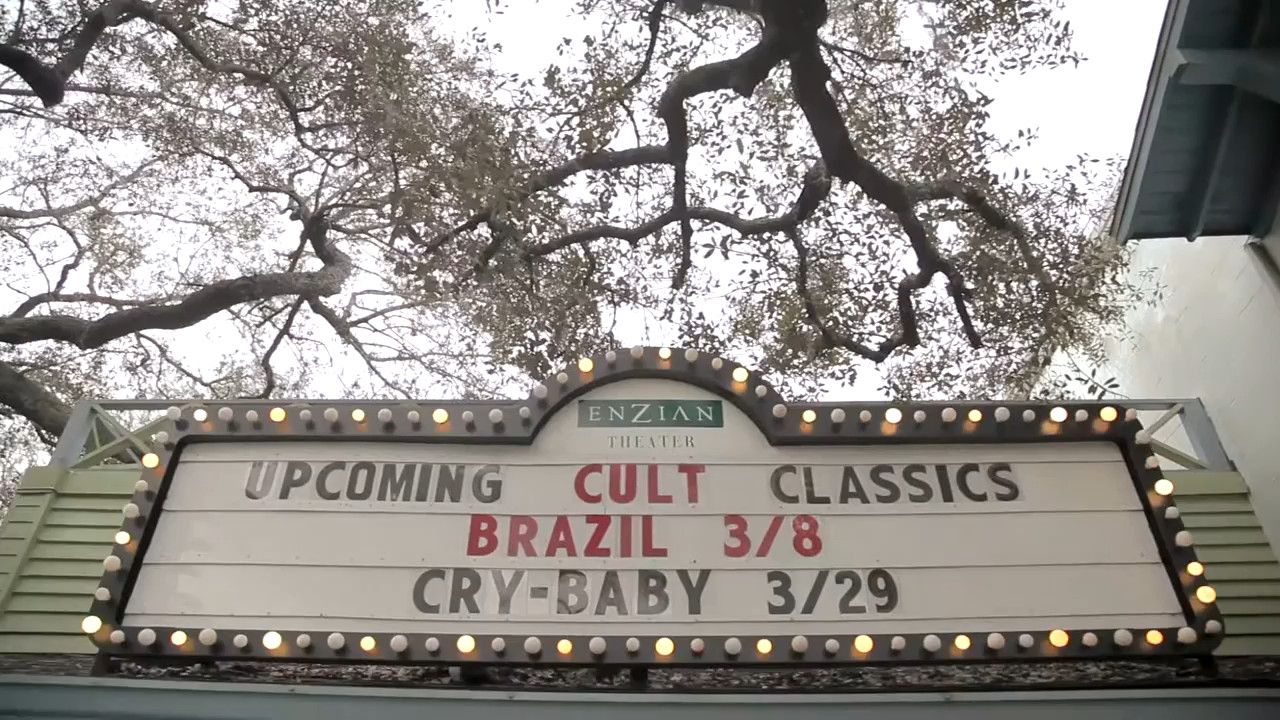 ENZIAN
THEATER
UPCOMING CULT CLASSICS
BRAZIL 3/8
CRY-BABY 3/29